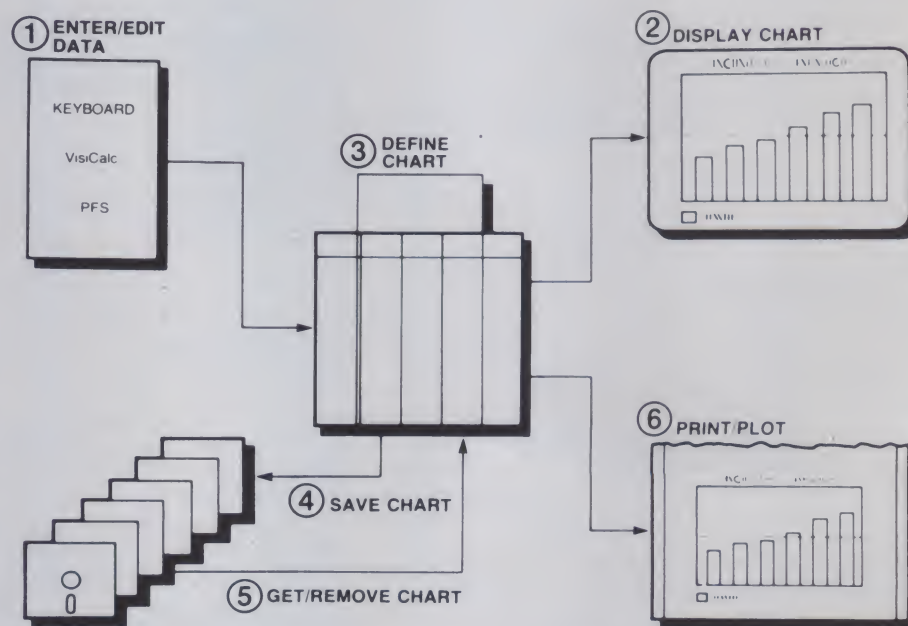 1 ENTER/EDIT
DATA
KEYBOARD
VisiCalc
PFS
2 DISPLAY CHART
3 DEFINE
CHART
4 SAVE CHART
5 GET/REMOVE CHART
6 PRINT/PLOT